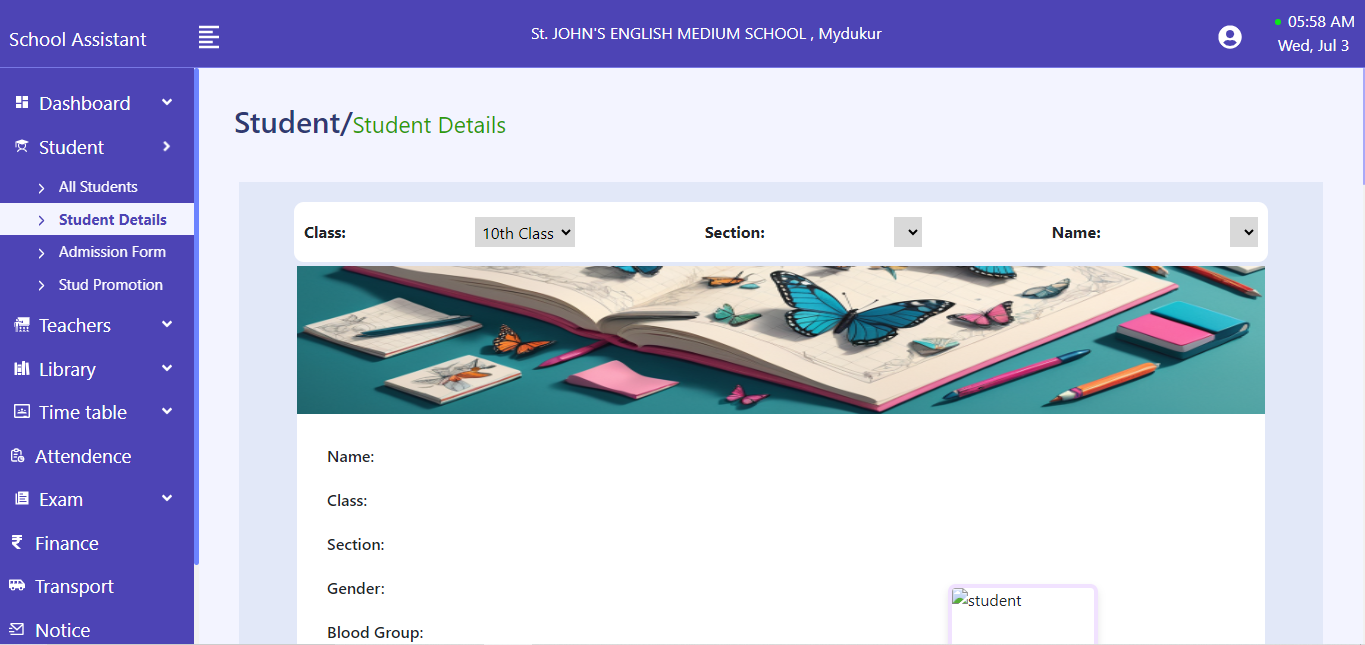 School Assistant
St. JOHN'S ENGLISH MEDIUM SCHOOL , Mydukur
05:58 AM
Wed, Jul 3
Dashboard
Student
All Students
Student Details
Admission Form
Stud Promotion
Teachers
Library
Time table
Attendence
Exam
Finance
Transport
Notice
Student/Student Details
Class: 10th Class Section: Name:
Name:
Class:
Section:
Gender:
Blood Group:
student